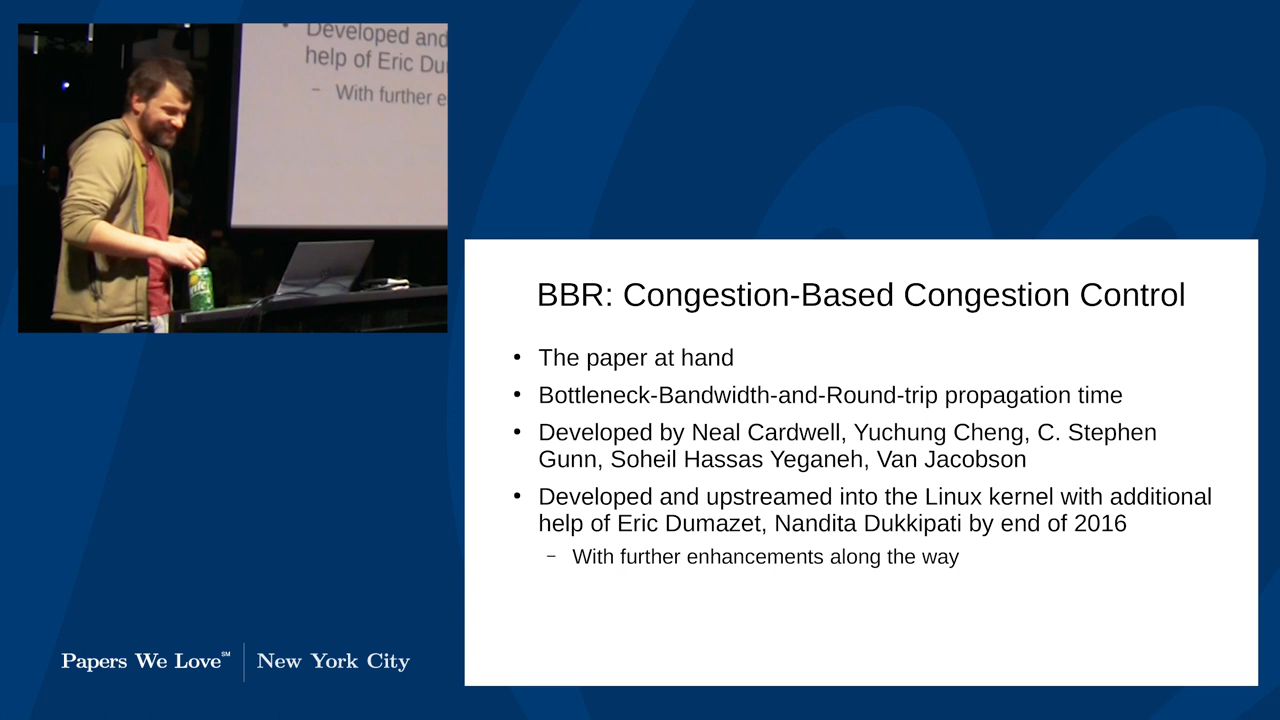 Developed and
help of Eric Du
– With further e
BBR: Congestion-Based Congestion Control
• The paper at hand
• Bottleneck-Bandwidth-and-Round-trip propagation time
• Developed by Neal Cardwell, Yuchung Cheng, C. Stephen
Gunn, Soheil Hassas Yeganeh, Van Jacobson
• Developed and upstreamed into the Linux kernel with additional
help of Eric Dumazet, Nandita Dukkipati by end of 2016
– With further enhancements along the way
Papers We Love℠ | New York City